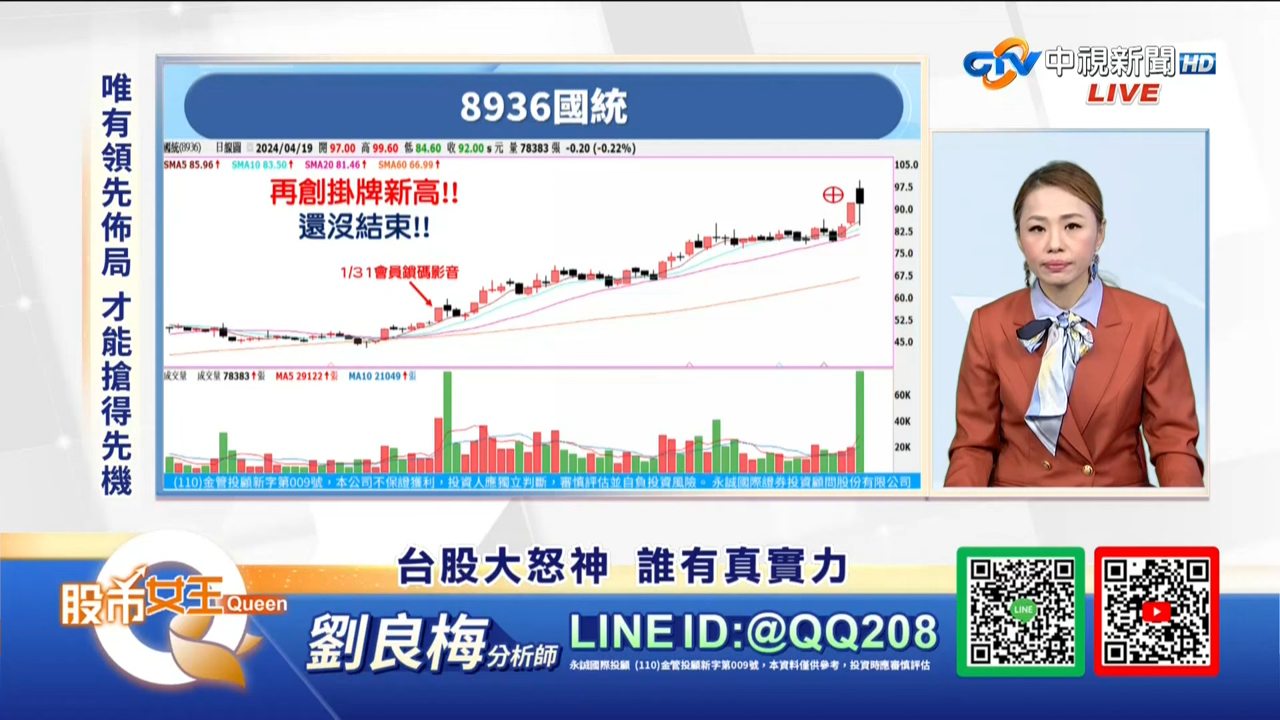 唯有領先佈局 才能搶得先機
8936國統
國統(8936) 日線圖 2024/04/19 開 97.00 高 99.60 低 84.60 收 92.00 s 元 量 78383 張 -0.20 (-0.22%)
SMA5 85.96↑ SMA10 83.50↑ SMA20 81.46↑ SMA60 66.99↑
再創掛牌新高!!
還沒結束!!
1/31會員鎖碼影音
105.0
97.5
90.0
82.5
75.0
67.5
60.0
52.5
45.0
成交量 成交量 78383↑張 MA5 29122↑張 MA10 21049↑張
60K
40K
20K
(110)金管投顧新字第009號，本公司不保證獲利，投資人應獨立判斷，審慎評估並自負投資風險。 永誠國際證券投資顧問股份有限公司
CTV 中視新聞 HD
LIVE
台股大怒神 誰有真實力
股市女王 Queen
劉良梅 分析師
LINE ID:@QQ208
永誠國際投顧 (110)金管投顧新字第009號，本資料僅供參考，投資時應審慎評估
LINE